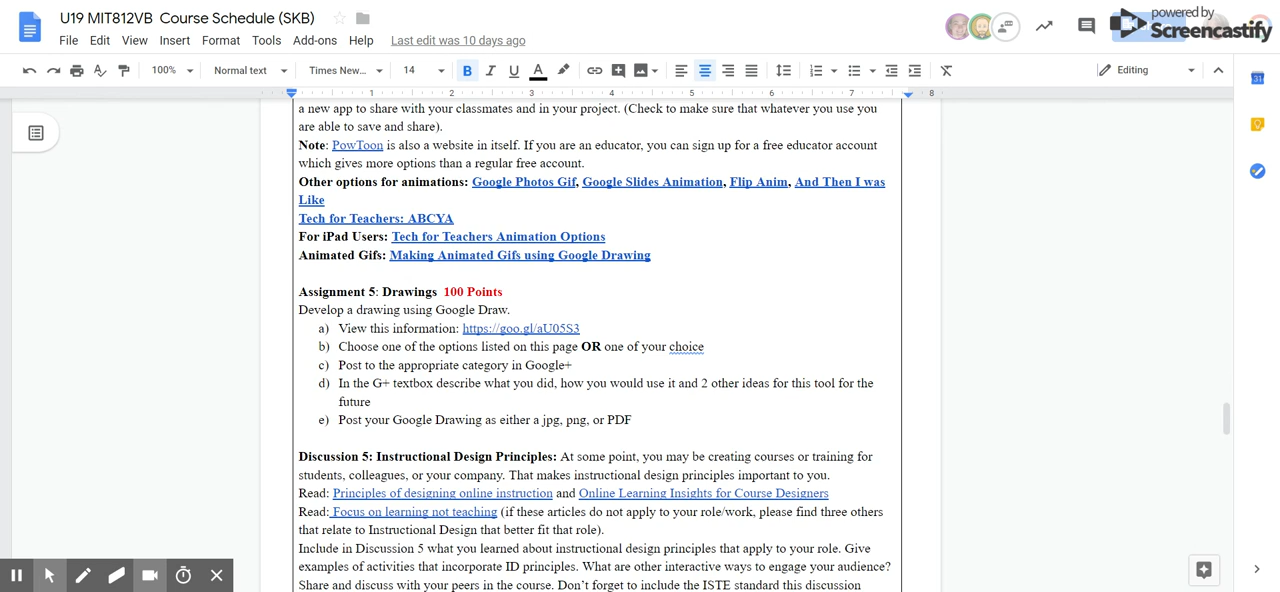 U19 MIT812VB Course Schedule (SKB)
File Edit View Insert Format Tools Add-ons Help Last edit was 10 days ago
powered by
Screencastify
100% Normal text Times New... 14 B I U A Editing
1 2 3 4 5 6 7 8
31
a new app to share with your classmates and in your project. (Check to make sure that whatever you use you
are able to save and share).
Note: PowToon is also a website in itself. If you are an educator, you can sign up for a free educator account
which gives more options than a regular free account.
Other options for animations: Google Photos Gif, Google Slides Animation, Flip Anim, And Then I was
Like
Tech for Teachers: ABCYA
For iPad Users: Tech for Teachers Animation Options
Animated Gifs: Making Animated Gifs using Google Drawing
Assignment 5: Drawings 100 Points
Develop a drawing using Google Draw.
a) View this information: https://goo.gl/aU05S3
b) Choose one of the options listed on this page OR one of your choice
c) Post to the appropriate category in Google+
d) In the G+ textbox describe what you did, how you would use it and 2 other ideas for this tool for the
future
e) Post your Google Drawing as either a jpg, png, or PDF
Discussion 5: Instructional Design Principles: At some point, you may be creating courses or training for
students, colleagues, or your company. That makes instructional design principles important to you.
Read: Principles of designing online instruction and Online Learning Insights for Course Designers
Read: Focus on learning not teaching (if these articles do not apply to your role/work, please find three others
that relate to Instructional Design that better fit that role).
Include in Discussion 5 what you learned about instructional design principles that apply to your role. Give
examples of activities that incorporate ID principles. What are other interactive ways to engage your audience?
Share and discuss with your peers in the course. Don't forget to include the ISTE standard this discussion